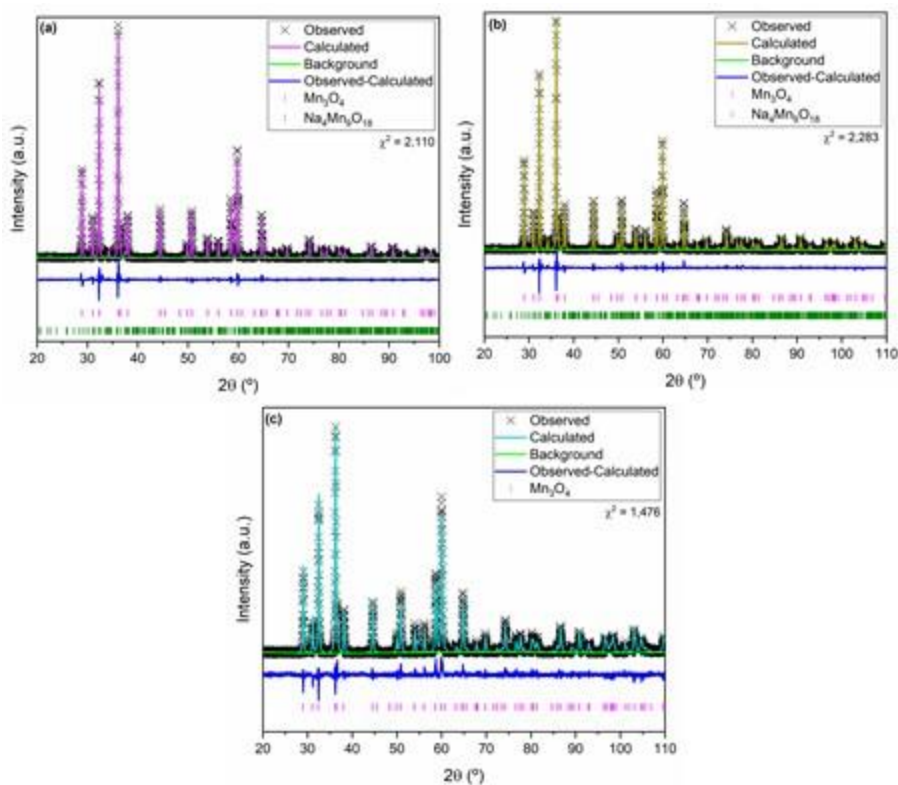 (a)
Observed
Calculated
Background
Observed-Calculated
Mn₃O₄
Na₄Mn₉O₁₈
χ² = 2.110
Intensity (a.u.)
20 30 40 50 60 70 80 90 100
2θ (º)
(b)
Observed
Calculated
Background
Observed-Calculated
Mn₃O₄
Na₄Mn₉O₁₈
χ² = 2,283
Intensity (a.u.)
20 30 40 50 60 70 80 90 100 110
2θ (º)
(c)
Observed
Calculated
Background
Observed-Calculated
Mn₃O₄
χ² = 1,476
Intensity (a.u.)
20 30 40 50 60 70 80 90 100 110
2θ (º)